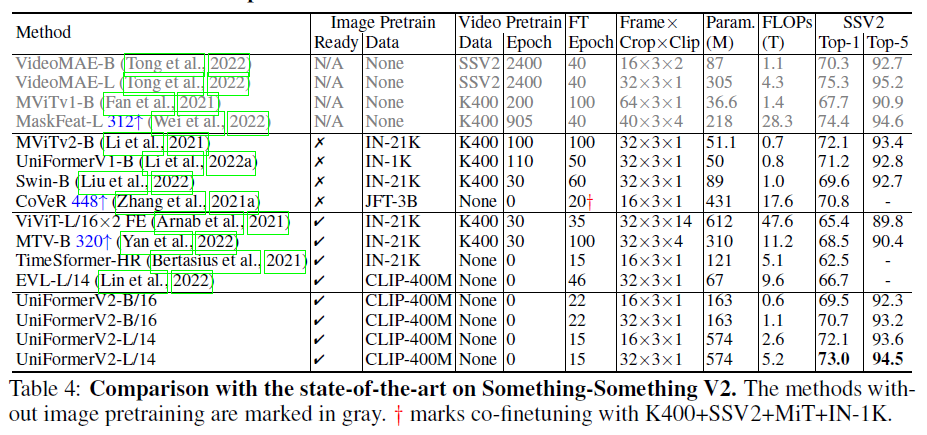 Method Image Pretrain Video Pretrain FT Frame× Param. FLOPs SSV2
Ready Data Data Epoch Epoch Crop×Clip (M) (T) Top-1 Top-5
VideoMAE-B (Tong et al., 2022) N/A None SSV2 2400 40 16×3×2 87 1.1 70.3 92.7
VideoMAE-L (Tong et al., 2022) N/A None SSV2 2400 40 32×3×1 305 4.3 75.3 95.2
MViTv1-B (Fan et al., 2021) N/A None K400 200 100 64×3×1 36.6 1.4 67.7 90.9
MaskFeat-L 312↑ (Wei et al., 2022) N/A None K400 905 40 40×3×4 218 28.3 74.4 94.6
MViTv2-B (Li et al., 2021) ✗ IN-21K K400 100 100 32×3×1 51.1 0.7 72.1 93.4
UniFormerV1-B (Li et al., 2022a) ✗ IN-1K K400 110 50 32×3×1 50 0.8 71.2 92.8
Swin-B (Liu et al., 2022) ✗ IN-21K K400 30 60 32×3×1 89 1.0 69.6 92.7
CoVeR 448↑ (Zhang et al., 2021a) ✗ JFT-3B None 0 20† 16×3×1 431 17.6 70.8 -
ViViT-L/16×2 FE (Arnab et al., 2021) ✓ IN-21K K400 30 35 32×3×14 612 47.6 65.4 89.8
MTV-B 320↑ (Yan et al., 2022) ✓ IN-21K K400 30 100 32×3×4 310 11.2 68.5 90.4
TimeSformer-HR (Bertasius et al., 2021) ✓ IN-21K None 0 15 16×3×1 121 5.1 62.5 -
EVL-L/14 (Lin et al., 2022) ✓ CLIP-400M None 0 46 32×3×1 67 9.6 66.7 -
UniFormerV2-B/16 ✓ CLIP-400M None 0 22 16×3×1 163 0.6 69.5 92.3
UniFormerV2-B/16 ✓ CLIP-400M None 0 22 32×3×1 163 1.1 70.7 93.2
UniFormerV2-L/14 ✓ CLIP-400M None 0 15 16×3×1 574 2.6 72.1 93.6
UniFormerV2-L/14 ✓ CLIP-400M None 0 15 32×3×1 574 5.2 73.0 94.5
Table 4: Comparison with the state-of-the-art on Something-Something V2. The methods with-
out image pretraining are marked in gray. † marks co-finetuning with K400+SSV2+MiT+IN-1K.